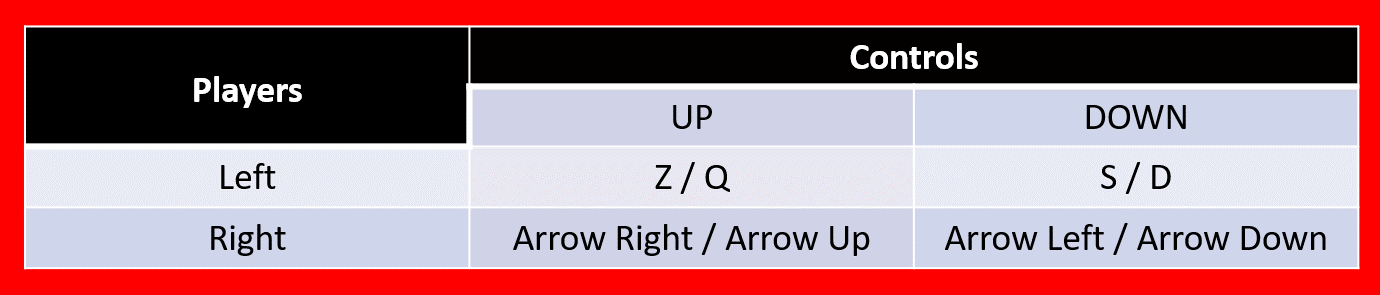 Players
Controls
UP
DOWN
Left
Z / Q
S / D
Right
Arrow Right / Arrow Up
Arrow Left / Arrow Down